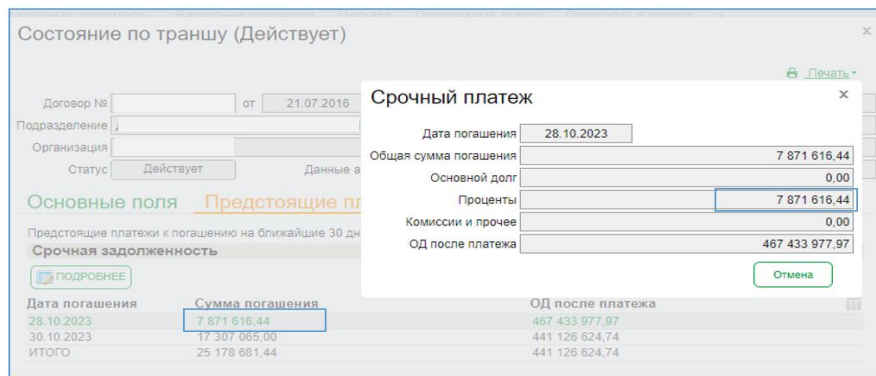 Состояние по траншу (Действует)
×
Печать
Договор № от 21.07.2016
Подразделение
Организация
Статус Действует Данные а
Основные поля Предстоящие пл
Предстоящие платежи к погашению на ближайшие 30 дн
Срочная задолженность
ПОДРОБНЕЕ
Дата погашения Сумма погашения ОД после платежа
28.10.2023 7 871 616,44 467 433 977,97
30.10.2023 17 307 065,00 441 126 624,74
ИТОГО 25 178 681,44 441 126 624,74
Срочный платеж ×
Дата погашения 28.10.2023
Общая сумма погашения 7 871 616,44
Основной долг 0,00
Проценты 7 871 616,44
Комиссии и прочее 0,00
ОД после платежа 467 433 977,97
Отмена